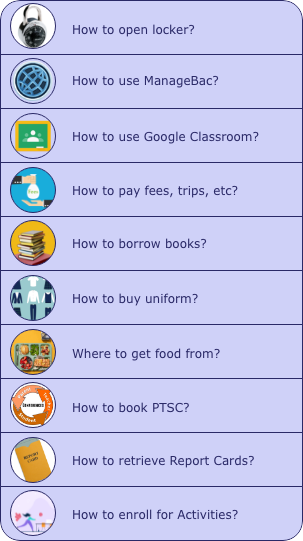 How to open locker?
How to use ManageBac?
How to use Google Classroom?
Fees
How to pay fees, trips, etc?
How to borrow books?
How to buy uniform?
Where to get food from?
CONFERENCES
Student
How to book PTSC?
REPORT
CARD
How to retrieve Report Cards?
How to enroll for Activities?